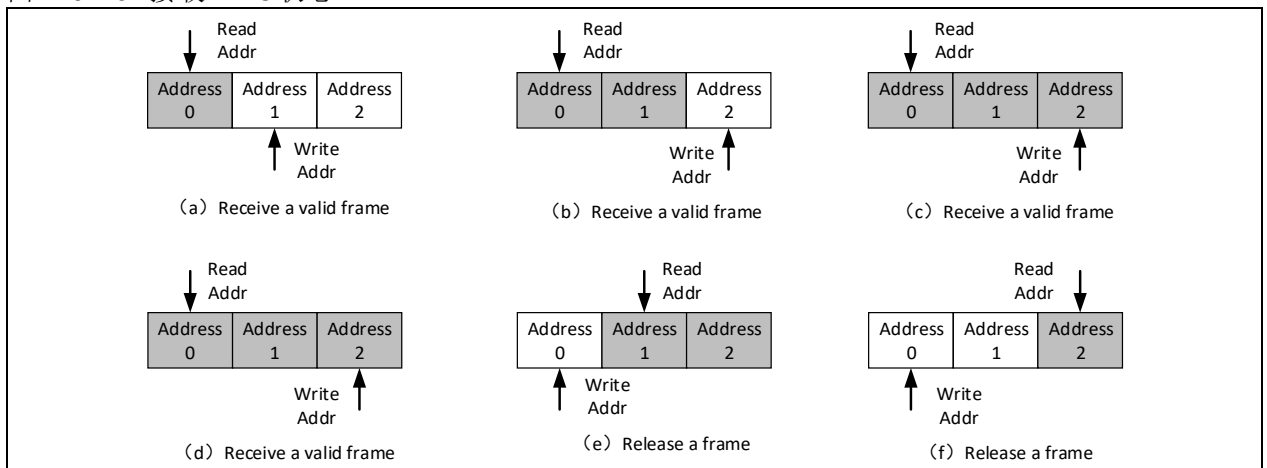 Read
Addr
Address
0
Address
1
Address
2
Write
Addr
（a）Receive a valid frame
Read
Addr
Address
0
Address
1
Address
2
Write
Addr
（b）Receive a valid frame
Read
Addr
Address
0
Address
1
Address
2
Write
Addr
（c）Receive a valid frame
Read
Addr
Address
0
Address
1
Address
2
Write
Addr
（d）Receive a valid frame
Read
Addr
Address
0
Address
1
Address
2
Write
Addr
（e）Release a frame
Read
Addr
Address
0
Address
1
Address
2
Write
Addr
（f）Release a frame